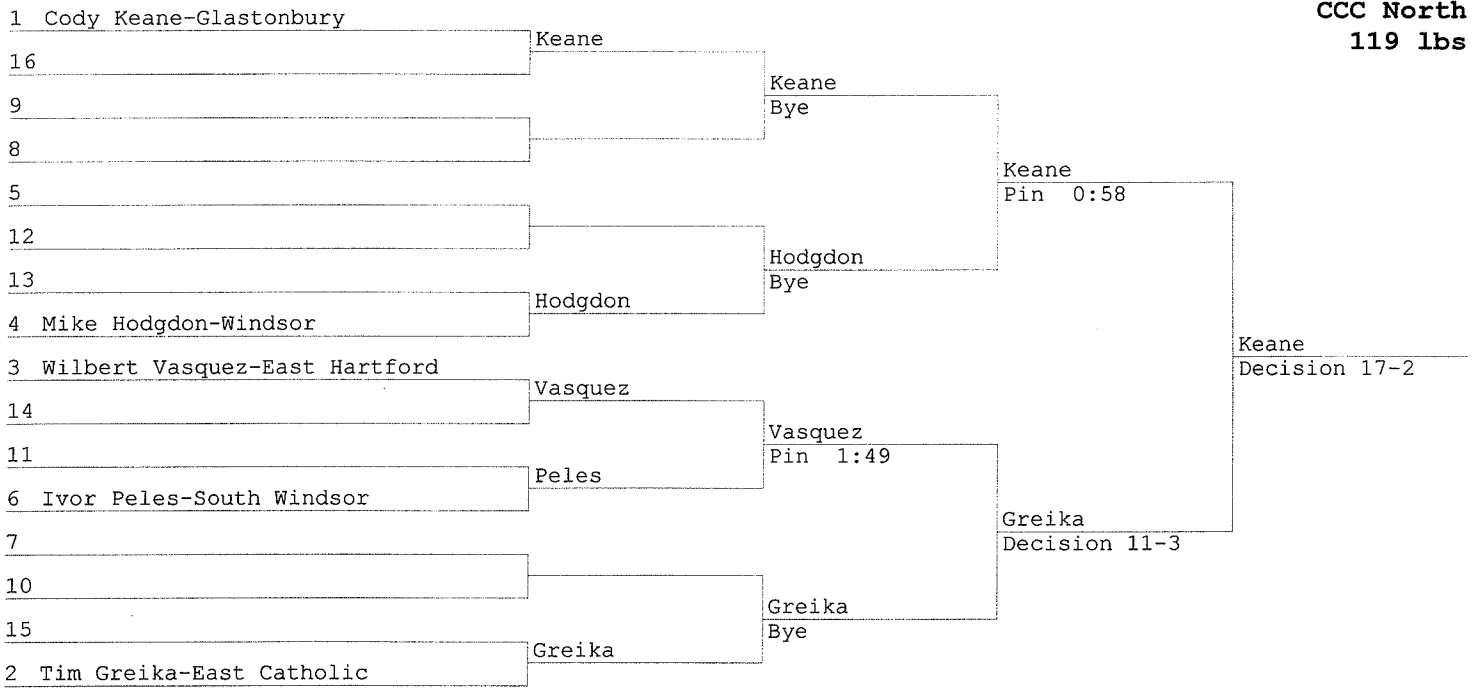 CCC North
119 lbs
1 Cody Keane-Glastonbury
Keane
16
Keane
Bye
9
8
Keane
Pin 0:58
5
12
Hodgdon
Bye
13
Hodgdon
4 Mike Hodgdon-Windsor
Keane
Decision 17-2
3 Wilbert Vasquez-East Hartford
Vasquez
14
Vasquez
Pin 1:49
11
Peles
6 Ivor Peles-South Windsor
Greika
Decision 11-3
7
10
Greika
Bye
15
Greika
2 Tim Greika-East Catholic